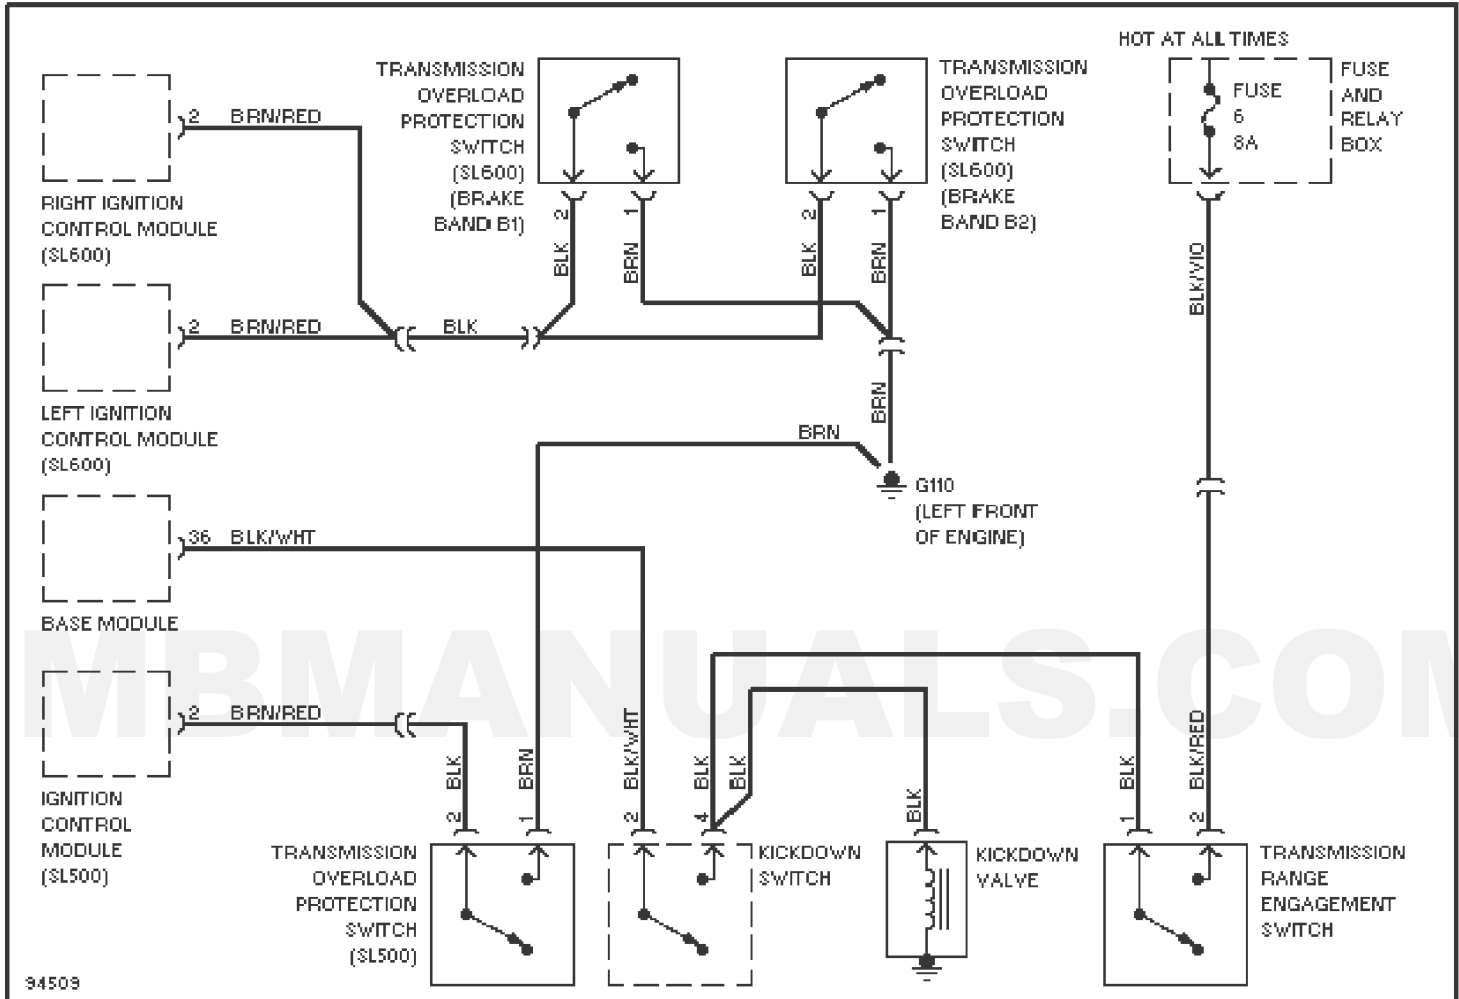 HOT AT ALL TIMES
TRANSMISSION
OVERLOAD
PROTECTION
SWITCH
(SL600)
(BRAKE
BAND B1)
TRANSMISSION
OVERLOAD
PROTECTION
SWITCH
(SL600)
(BRAKE
BAND B2)
FUSE
6
8A
FUSE
AND
RELAY
BOX
2 BRN/RED
RIGHT IGNITION
CONTROL MODULE
(SL600)
2
1
2
1
BLK
BRN
BLK
BRN
BLK/VIO
2 BRN/RED
BLK
LEFT IGNITION
CONTROL MODULE
(SL600)
BRN
BRN
G110
(LEFT FRONT
OF ENGINE)
36 BLK/WHT
BASE MODULE
MBMANUALS.COM
2 BRN/RED
IGNITION
CONTROL
MODULE
(SL500)
BLK
BRN
BLK/WHT
BLK
BLK
BLK
BLK
BLK/RED
2
1
2
4
1
2
TRANSMISSION
OVERLOAD
PROTECTION
SWITCH
(SL500)
KICKDOWN
SWITCH
KICKDOWN
VALVE
TRANSMISSION
RANGE
ENGAGEMENT
SWITCH
94509